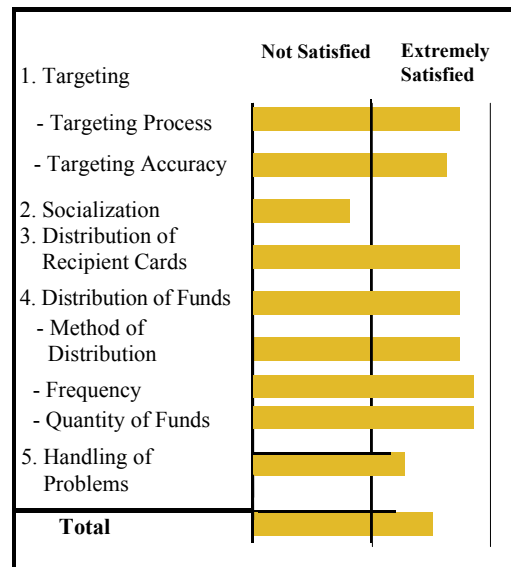 Not Satisfied
Extremely
Satisfied
1. Targeting
- Targeting Process
- Targeting Accuracy
2. Socialization
3. Distribution of
Recipient Cards
4. Distribution of Funds
- Method of
Distribution
- Frequency
- Quantity of Funds
5. Handling of
Problems
Total